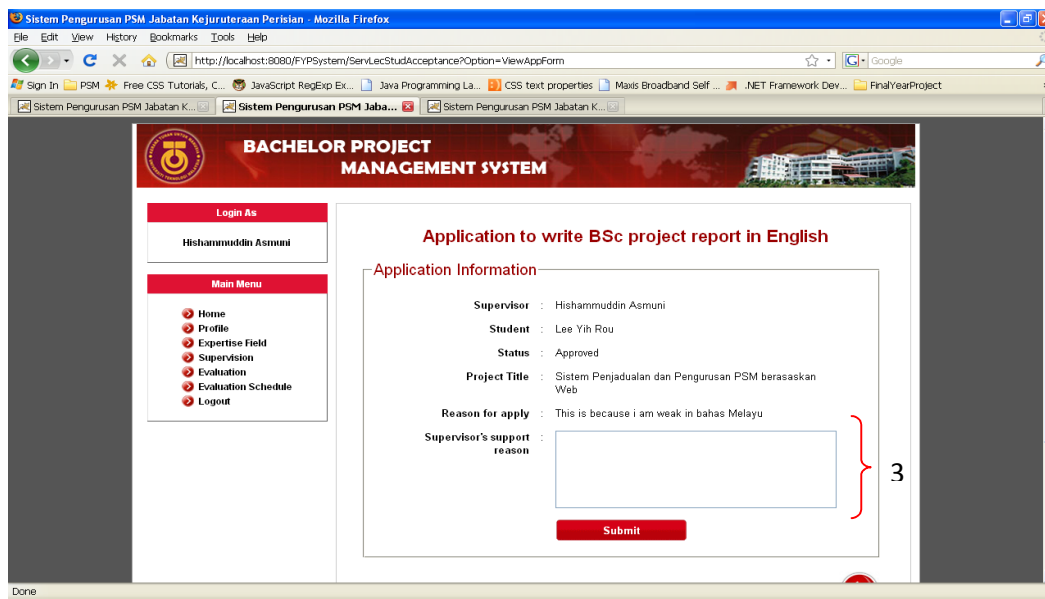 Sistem Pengurusan PSM Jabatan Kejuruteraan Perisian - Mozilla Firefox
File Edit View History Bookmarks Tools Help
http://localhost:8080/FYPSystem/ServLecStudAcceptance?Option=ViewAppForm
Google
Sign In PSM Free CSS Tutorials, C... JavaScript RegExp Ex... Java Programming La... CSS text properties Maxis Broadband Self ... .NET Framework Dev... FinalYearProject
Sistem Pengurusan PSM Jabatan K... Sistem Pengurusan PSM Jaba... Sistem Pengurusan PSM Jabatan K...
BACHELOR PROJECT
MANAGEMENT SYSTEM
Login As
Hishammuddin Asmuni
Main Menu
Home
Profile
Expertise Field
Supervision
Evaluation
Evaluation Schedule
Logout
Application to write BSc project report in English
Application Information
Supervisor : Hishammuddin Asmuni
Student : Lee Yih Rou
Status : Approved
Project Title : Sistem Penjadualan dan Pengurusan PSM berasaskan
Web
Reason for apply : This is because i am weak in bahas Melayu
Supervisor's support :
reason
3
Submit
Done